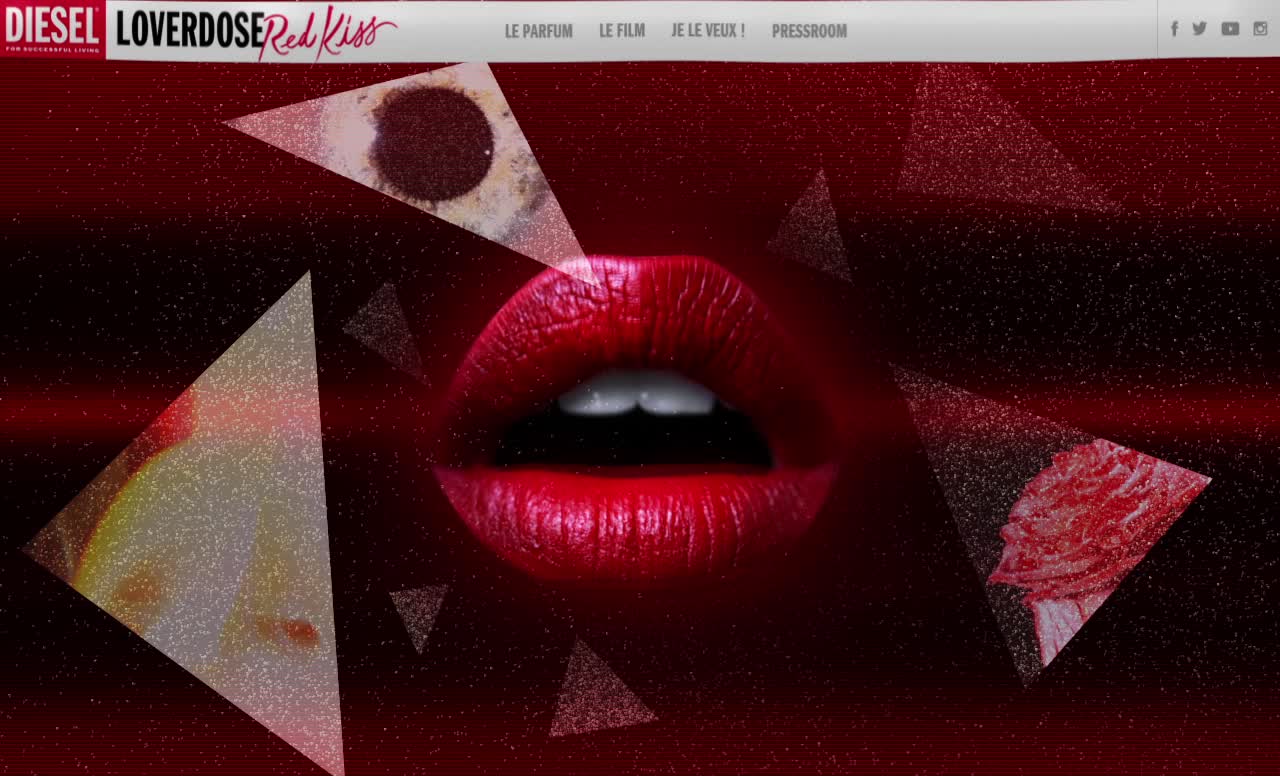 DIESEL
FOR SUCCESSFUL LIVING
LOVERDOSE Red Kiss
LE PARFUM LE FILM JE LE VEUX ! PRESSROOM